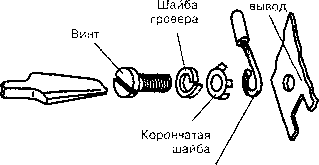 Шайба
гровера
вывод
Винт
Корончатая
шайба